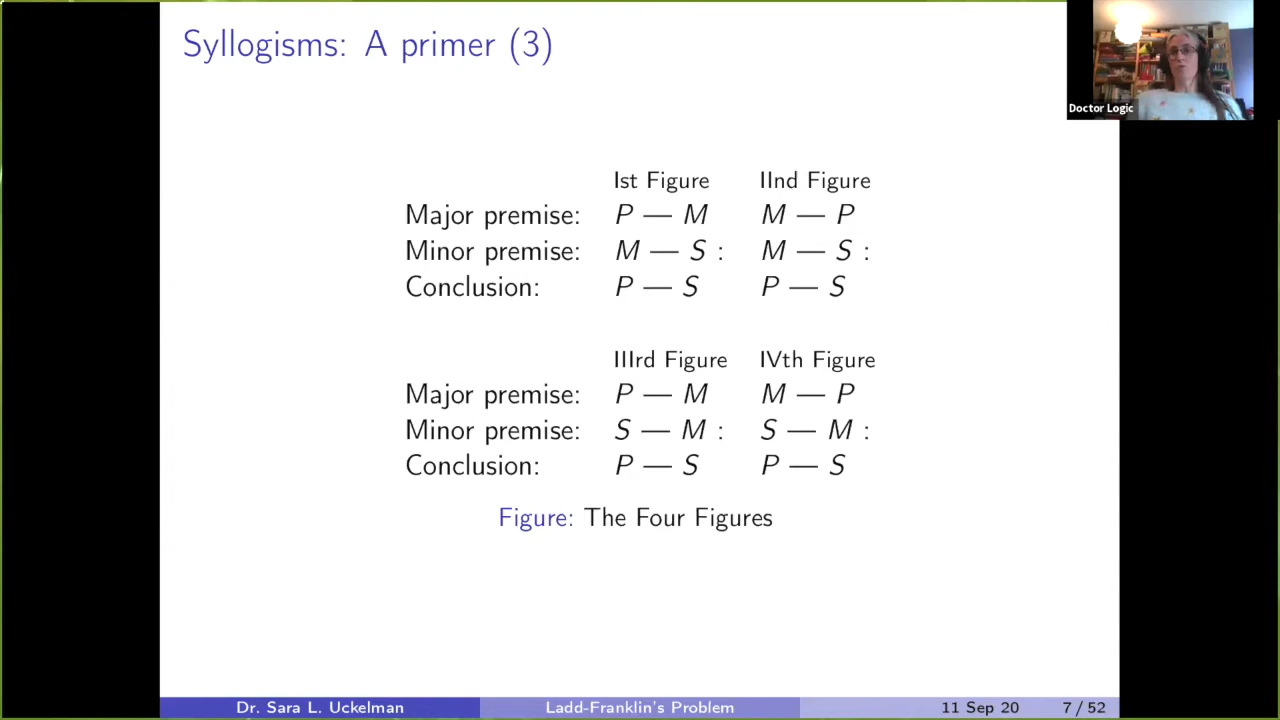 Syllogisms: A primer (3)
Doctor Logic
Ist Figure IInd Figure
Major premise: P — M M — P
Minor premise: M — S : M — S :
Conclusion: P — S P — S
IIIrd Figure IVth Figure
Major premise: P — M M — P
Minor premise: S — M : S — M :
Conclusion: P — S P — S
Figure: The Four Figures
Dr. Sara L. Uckelman Ladd-Franklin's Problem 11 Sep 20 7 / 52